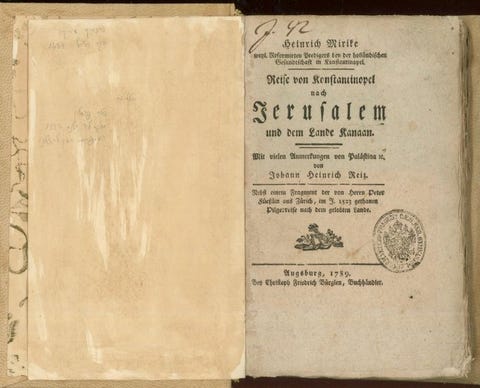 J. 42
Heinrich Mirike
weyl. Reformirten Predigers bey der holländischen
Gesandtschaft in Konstantinopel.
Reise von Konstantinopel
nach
Jerusalem
und dem Lande Kanaan.
Mit vielen Anmerkungen von Palästina ꝛc.
von
Johann Heinrich Reiz.
Nebst einem Fragment der von Herrn Peter
Füeßlin aus Zürich, im J. 1523 gethanen
Pilgerreise nach dem gelobten Lande.
Augsburg, 1789.
Bey Christoph Friedrich Bürglen, Buchhändler.